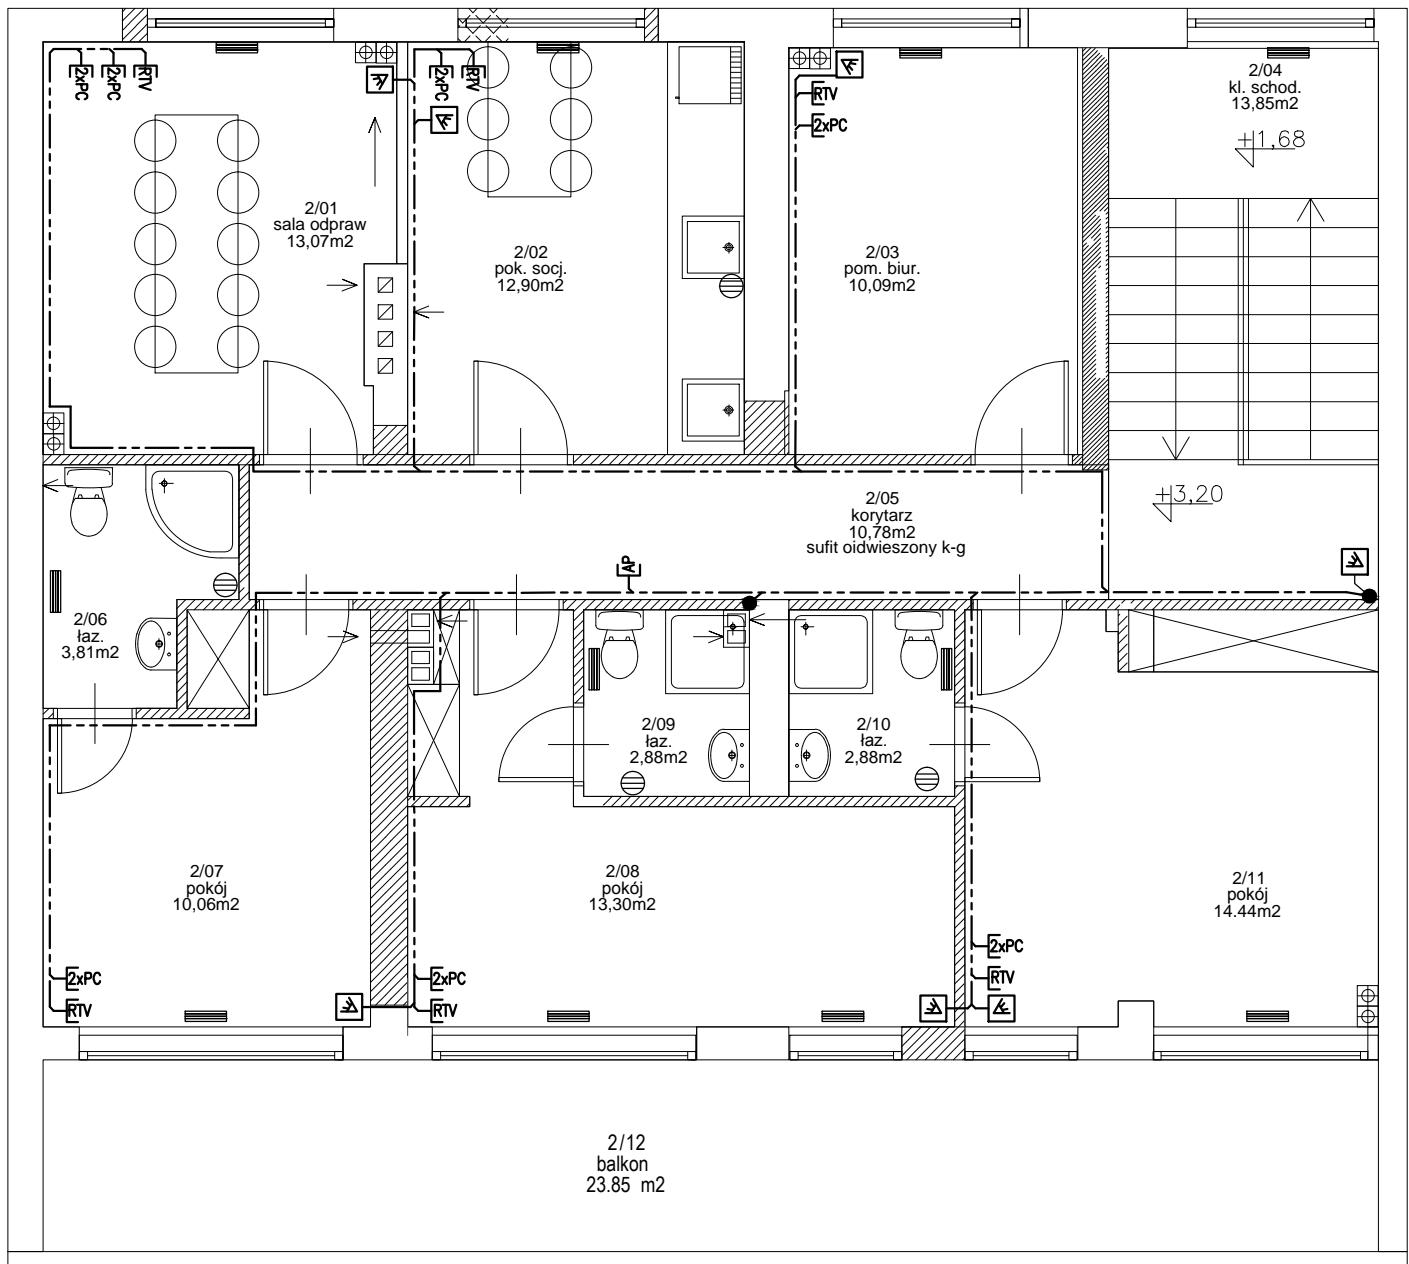 2xPC
2xPC
RTV
2xPC
RTV
RTV
2xPC
2/04
kl. schod.
13,85m2
+1,68
2/01
sala odpraw
13,07m2
2/02
pok. socj.
12,90m2
2/03
pom. biur.
10,09m2
2/05
korytarz
10,78m2
sufit oidwieszony k-g
+3,20
AP
2/06
łaz.
3,81m2
2/09
łaz.
2,88m2
2/10
łaz.
2,88m2
2/07
pokój
10,06m2
2/08
pokój
13,30m2
2/11
pokój
14.44m2
2xPC
RTV
2xPC
RTV
2xPC
RTV
2/12
balkon
23.85 m2